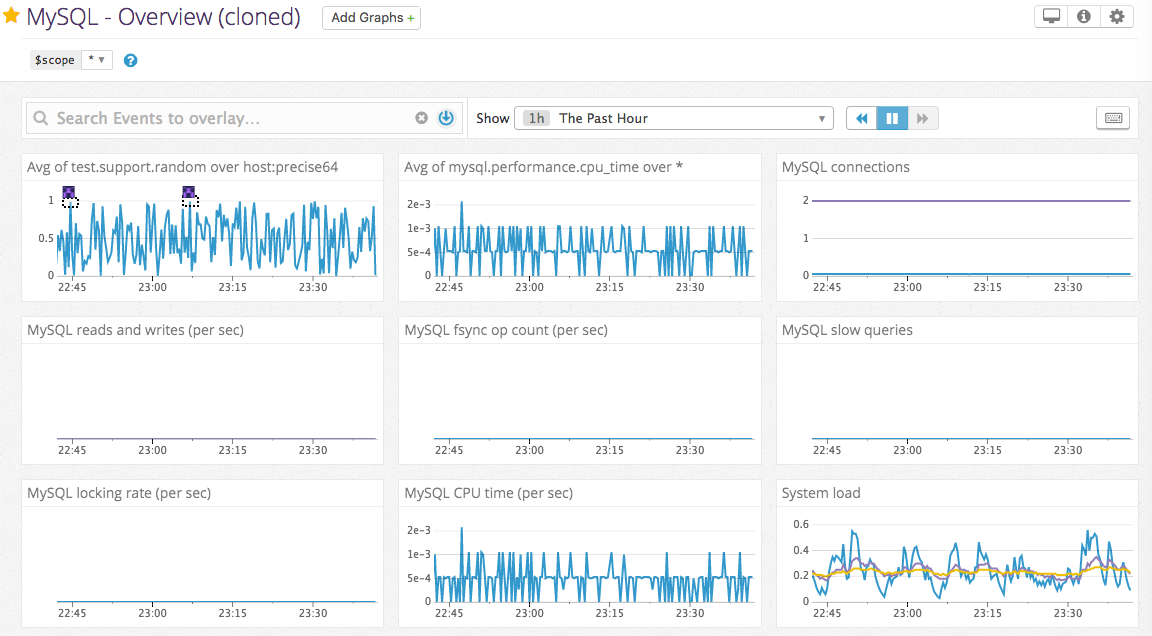 MySQL - Overview (cloned) Add Graphs +
$scope * ▾ ?
Search Events to overlay... Show 1h The Past Hour
Avg of test.support.random over host:precise64
1
0.5
0
22:45 23:00 23:15 23:30
Avg of mysql.performance.cpu_time over *
2e-3
1e-3
5e-4
0
22:45 23:00 23:15 23:30
MySQL connections
2
1
0
22:45 23:00 23:15 23:30
MySQL reads and writes (per sec)
22:45 23:00 23:15 23:30
MySQL fsync op count (per sec)
22:45 23:00 23:15 23:30
MySQL slow queries
22:45 23:00 23:15 23:30
MySQL locking rate (per sec)
22:45 23:00 23:15 23:30
MySQL CPU time (per sec)
2e-3
1e-3
5e-4
0
22:45 23:00 23:15 23:30
System load
0.6
0.4
0.2
0
22:45 23:00 23:15 23:30